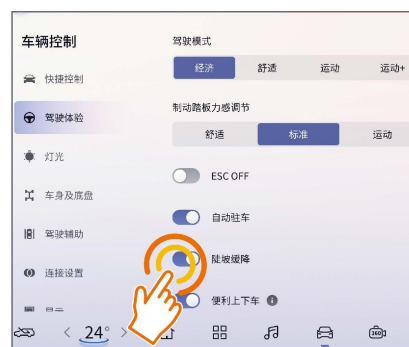 车辆控制
快捷控制
驾驶体验
灯光
车身及底盘
驾驶辅助
连接设置
驾驶模式
经济 舒适 运动 运动+
制动踏板力感调节
舒适 标准 运动
ESC OFF
自动驻车
陡坡缓降
便利上下车
24°
360